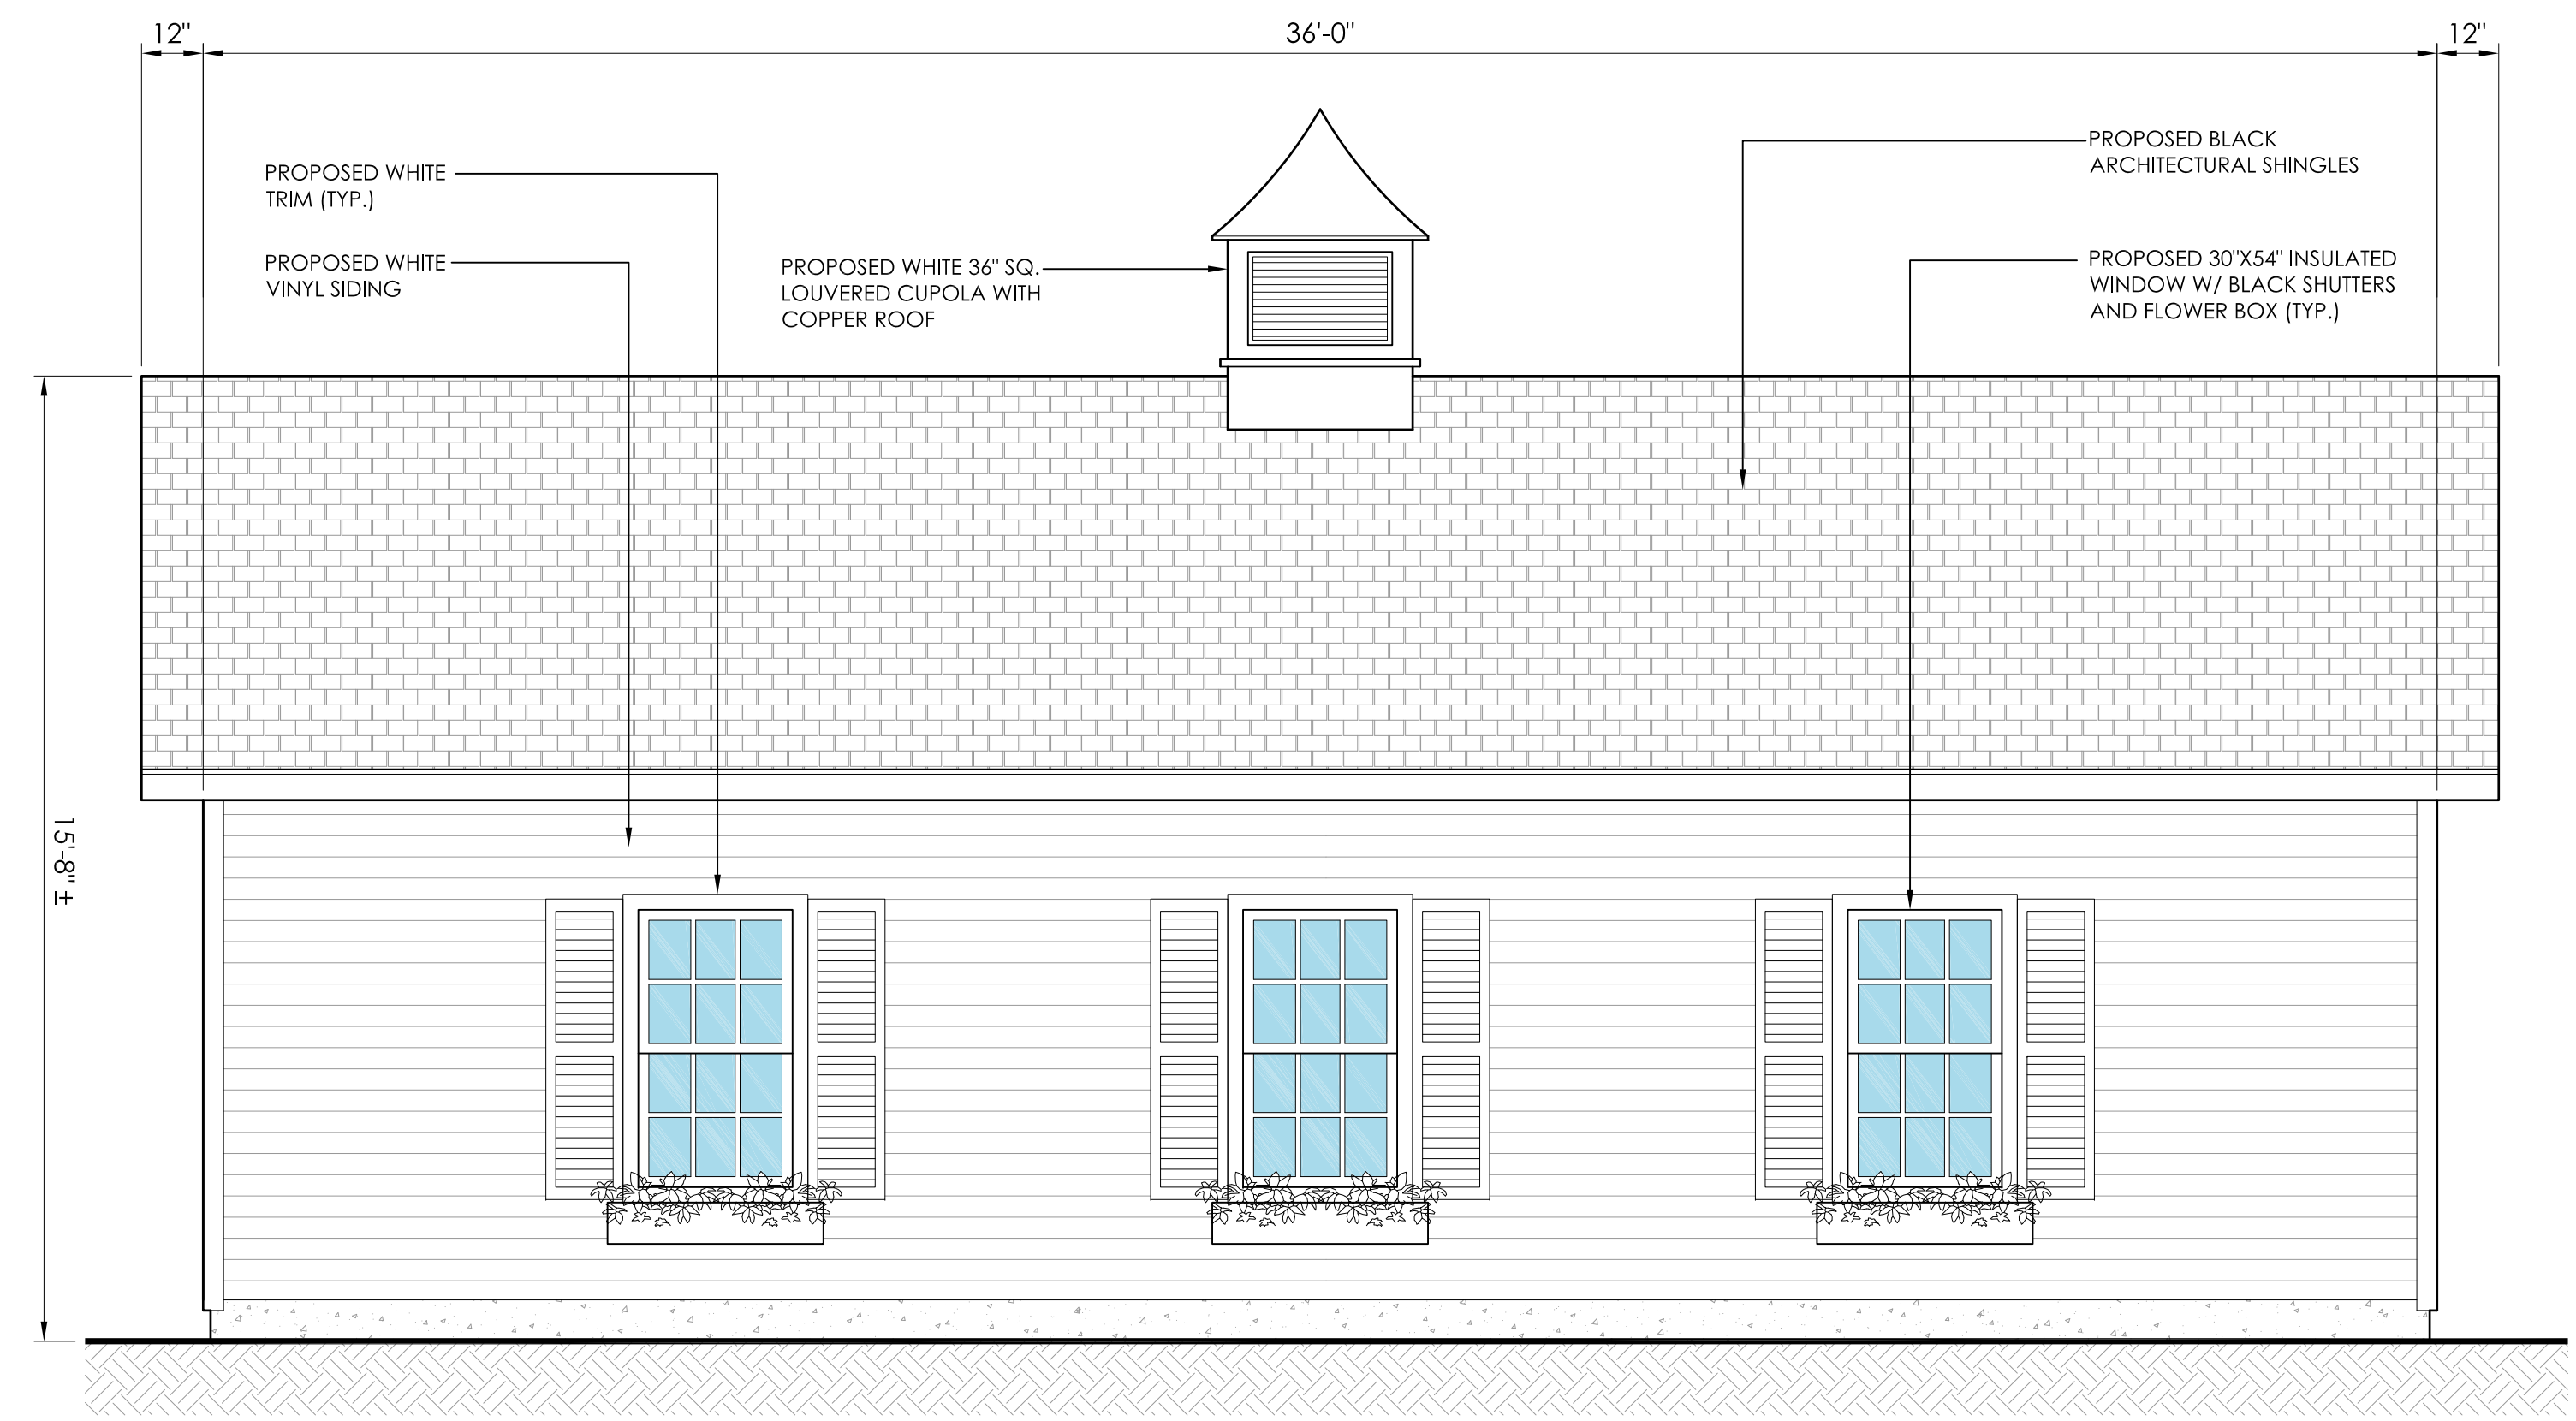 12"
36'-0"
12"
PROPOSED WHITE
TRIM (TYP.)
PROPOSED WHITE
VINYL SIDING
PROPOSED WHITE 36" SQ.
LOUVERED CUPOLA WITH
COPPER ROOF
PROPOSED BLACK
ARCHITECTURAL SHINGLES
PROPOSED 30"X54" INSULATED
WINDOW W/ BLACK SHUTTERS
AND FLOWER BOX (TYP.)
15'-8" ±